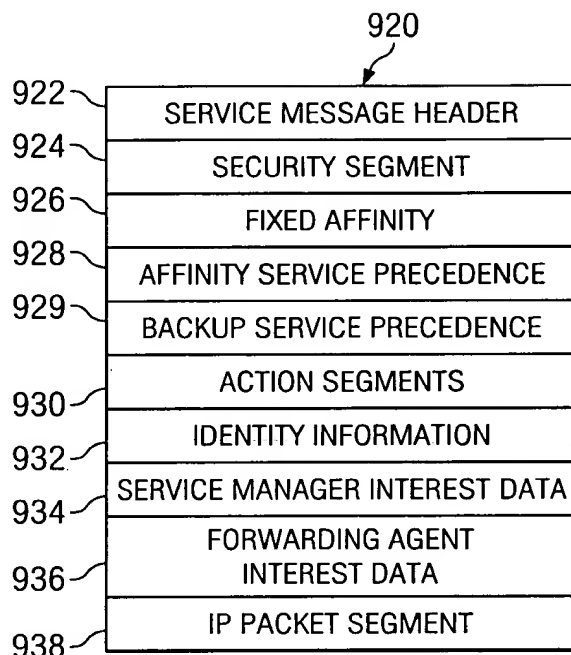 920
922 SERVICE MESSAGE HEADER
924 SECURITY SEGMENT
926 FIXED AFFINITY
928 AFFINITY SERVICE PRECEDENCE
929 BACKUP SERVICE PRECEDENCE
930 ACTION SEGMENTS
932 IDENTITY INFORMATION
934 SERVICE MANAGER INTEREST DATA
936 FORWARDING AGENT
INTEREST DATA
938 IP PACKET SEGMENT